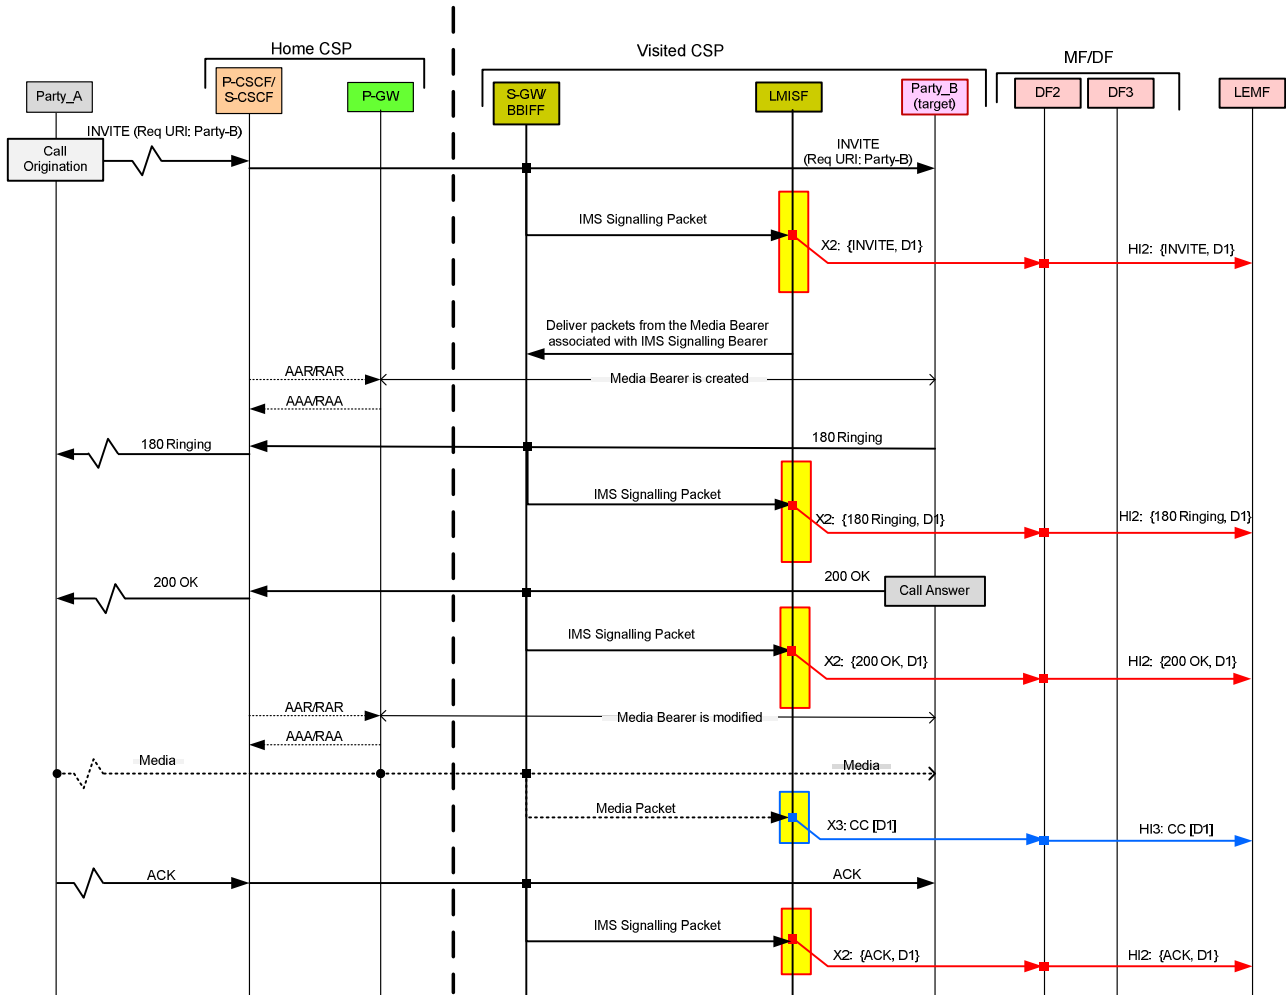 Home CSP
Visited CSP
MF/DF
Party_A
P-CSCF/
S-CSCF
P-GW
S-GW/
BBIFF
LMISF
Party_B
(target)
DF2
DF3
LEMF
INVITE (Req URI: Party-B)
Call
Origination
INVITE
(Req URI: Party-B)
IMS Signalling Packet
X2: {INVITE, D1}
HI2: {INVITE, D1}
Deliver packets from the Media Bearer
associated with IMS Signalling Bearer
AAR/RAR
Media Bearer is created
AAA/RAA
180 Ringing
180 Ringing
IMS Signalling Packet
X2: {180 Ringing, D1}
HI2: {180 Ringing, D1}
200 OK
200 OK
Call Answer
IMS Signalling Packet
X2: {200 OK, D1}
HI2: {200 OK, D1}
AAR/RAR
Media Bearer is modified
AAA/RAA
Media
Media
Media Packet
X3: CC [D1]
HI3: CC [D1]
ACK
ACK
IMS Signalling Packet
X2: {ACK, D1}
HI2: {ACK, D1}